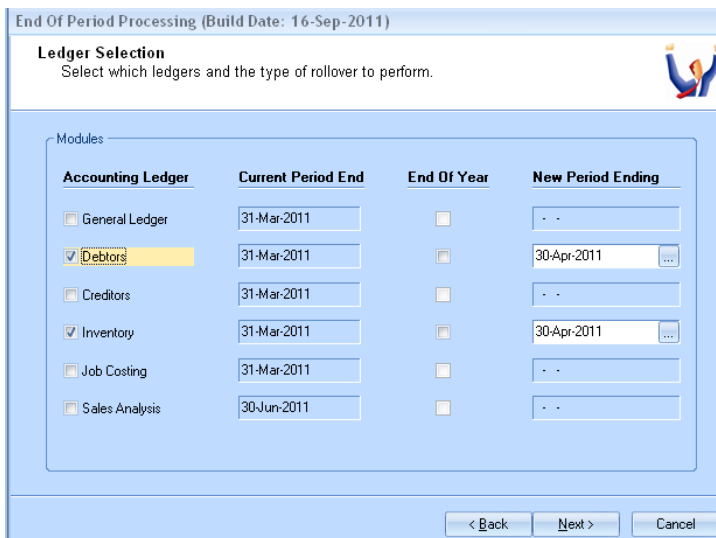 End Of Period Processing (Build Date: 16-Sep-2011)
Ledger Selection
Select which ledgers and the type of rollover to perform.
Modules
Accounting Ledger Current Period End End Of Year New Period Ending
General Ledger 31-Mar-2011 - -
Debtors 31-Mar-2011 30-Apr-2011 ...
Creditors 31-Mar-2011 - -
Inventory 31-Mar-2011 30-Apr-2011 ...
Job Costing 31-Mar-2011 - -
Sales Analysis 30-Jun-2011 - -
< Back Next > Cancel